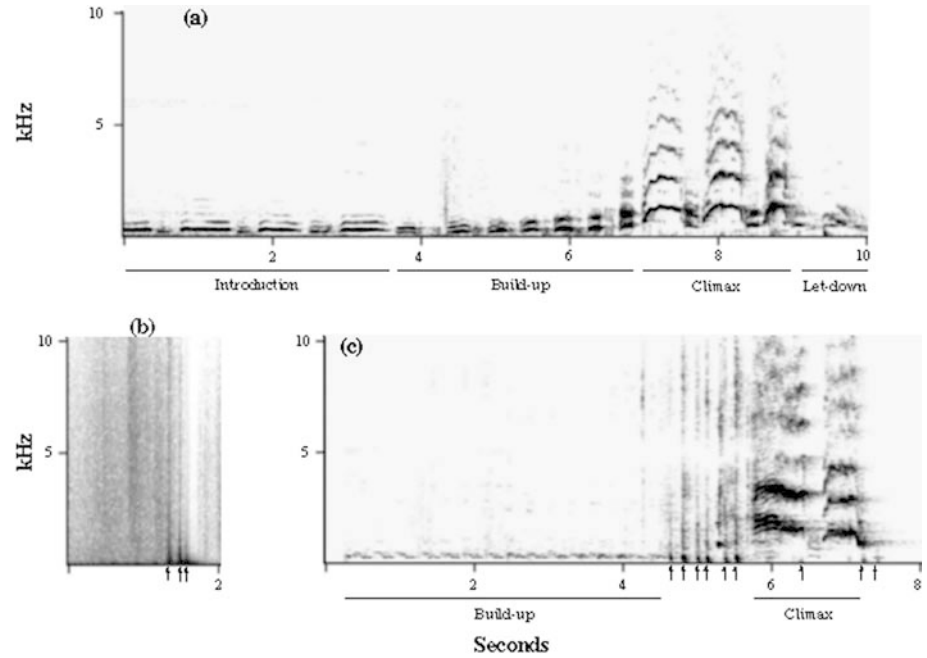 (a)
10
kHz
5
2 4 6 8 10
Introduction Build-up Climax Let-down
(b) (c)
10 10
kHz
5 5
2 2 4 6 8
Build-up Climax
Seconds